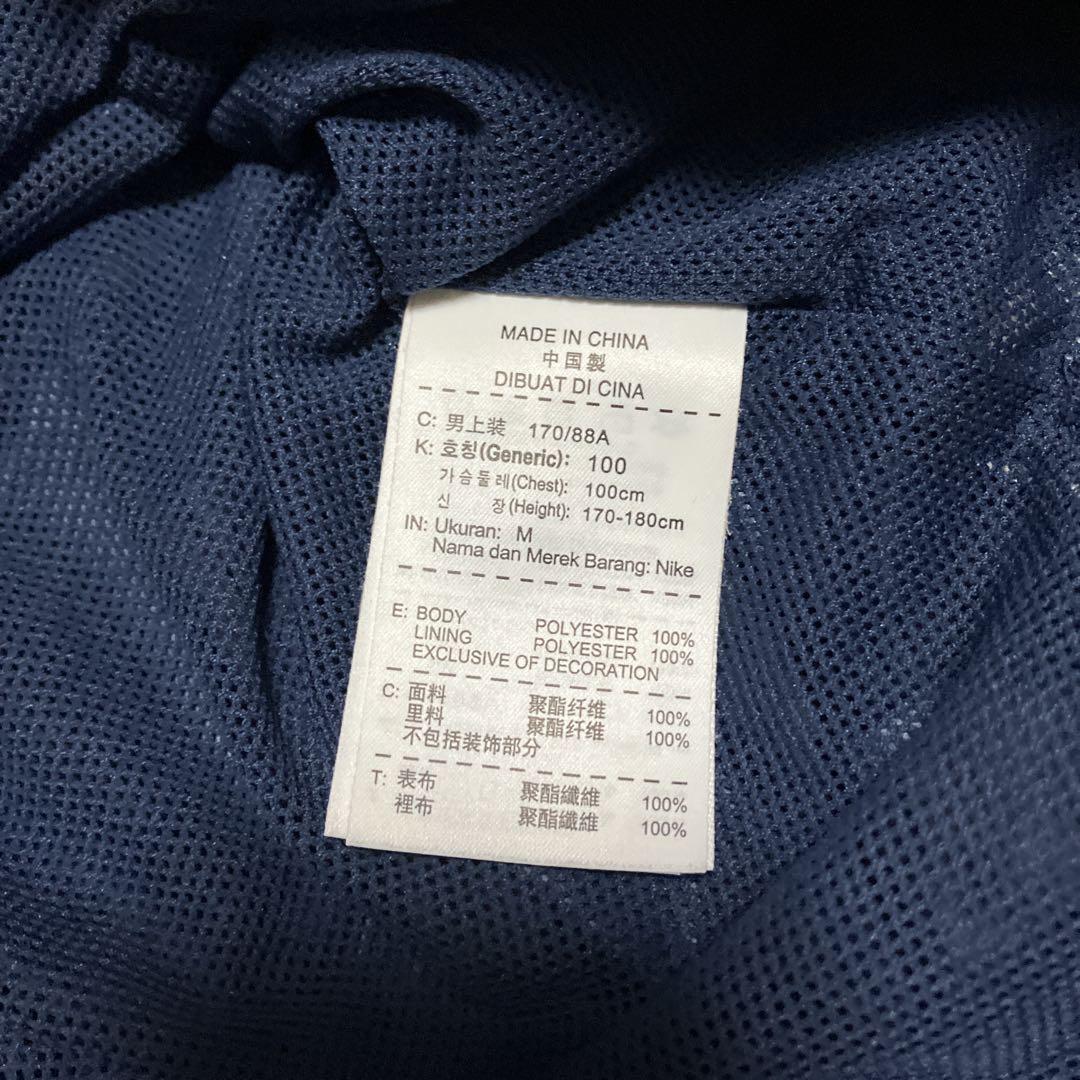 MADE IN CHINA
中国製
DIBUAT DI CINA
C: 男上装 170/88A
K: 호칭(Generic): 100
가슴둘레(Chest): 100cm
신 장(Height): 170-180cm
IN: Ukuran: M
Nama dan Merek Barang: Nike
E: BODY POLYESTER 100%
LINING POLYESTER 100%
EXCLUSIVE OF DECORATION
C: 面料 聚酯纤维 100%
里料 聚酯纤维 100%
不包括装饰部分
T: 表布 聚酯纖維 100%
裡布 聚酯纖維 100%